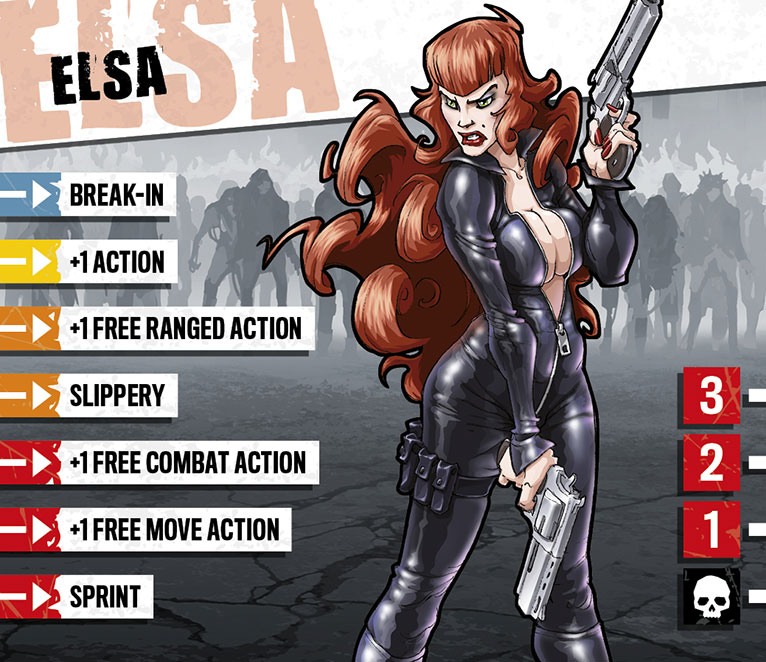 ELSA
ELSA
BREAK-IN
+1 ACTION
+1 FREE RANGED ACTION
SLIPPERY
+1 FREE COMBAT ACTION
+1 FREE MOVE ACTION
SPRINT
3
2
1